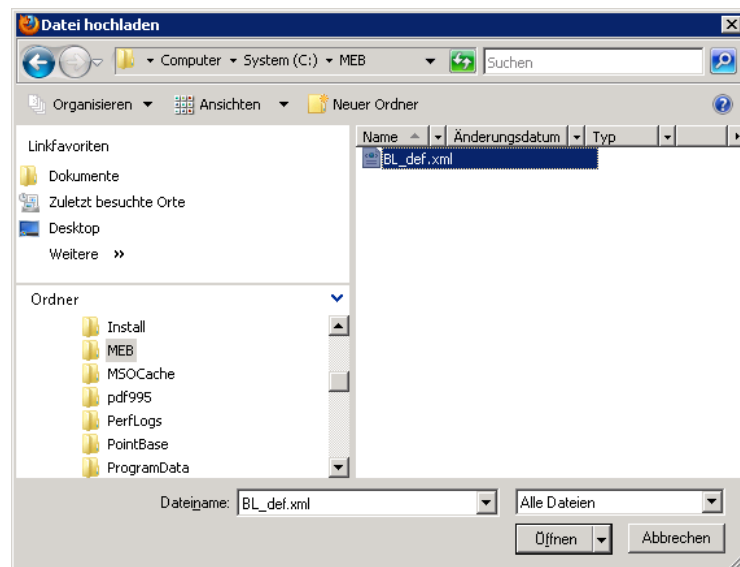 Datei hochladen
Computer System (C:) MEB Suchen
Organisieren Ansichten Neuer Ordner
Linkfavoriten
Dokumente
Zuletzt besuchte Orte
Desktop
Weitere »
Name Änderungsdatum Typ
BL_def.xml
Ordner
Install
MEB
MSOCache
pdf995
PerfLogs
PointBase
ProgramData
Dateiname: BL_def.xml Alle Dateien
Öffnen Abbrechen